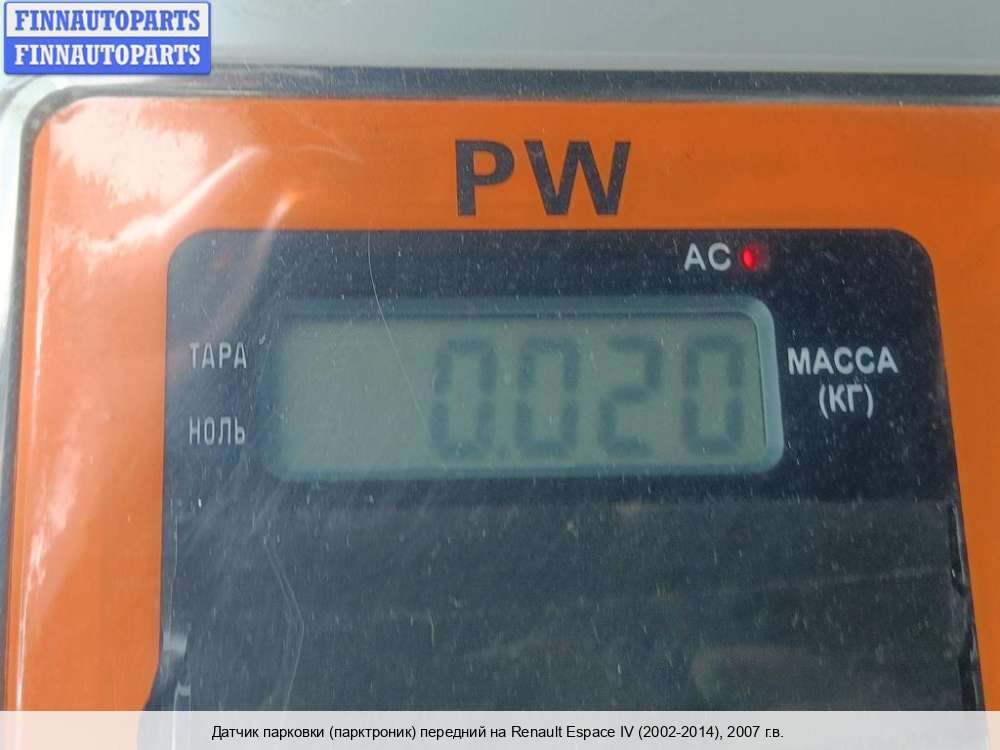 FINNAUTOPARTS
FINNAUTOPARTS
PW
AC
ТАРА
0.020
МАССА
(КГ)
НОЛЬ
Датчик парковки (парктроник) передний на Renault Espace IV (2002-2014), 2007 г.в.